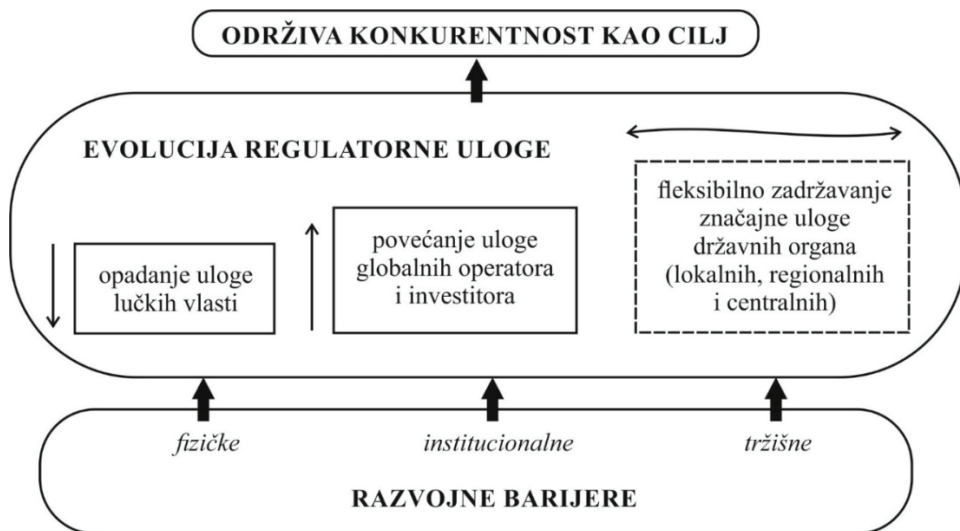 ODRŽIVA KONKURENTNOST KAO CILJ
EVOLUCIJA REGULATORNE ULOGE
opadanje uloge
lučkih vlasti
povećanje uloge
globalnih operatora
i investitora
fleksibilno zadržavanje
značajne uloge
državnih organa
(lokalnih, regionalnih
i centralnih)
fizičke
institucionalne
tržišne
RAZVOJNE BARIJERE